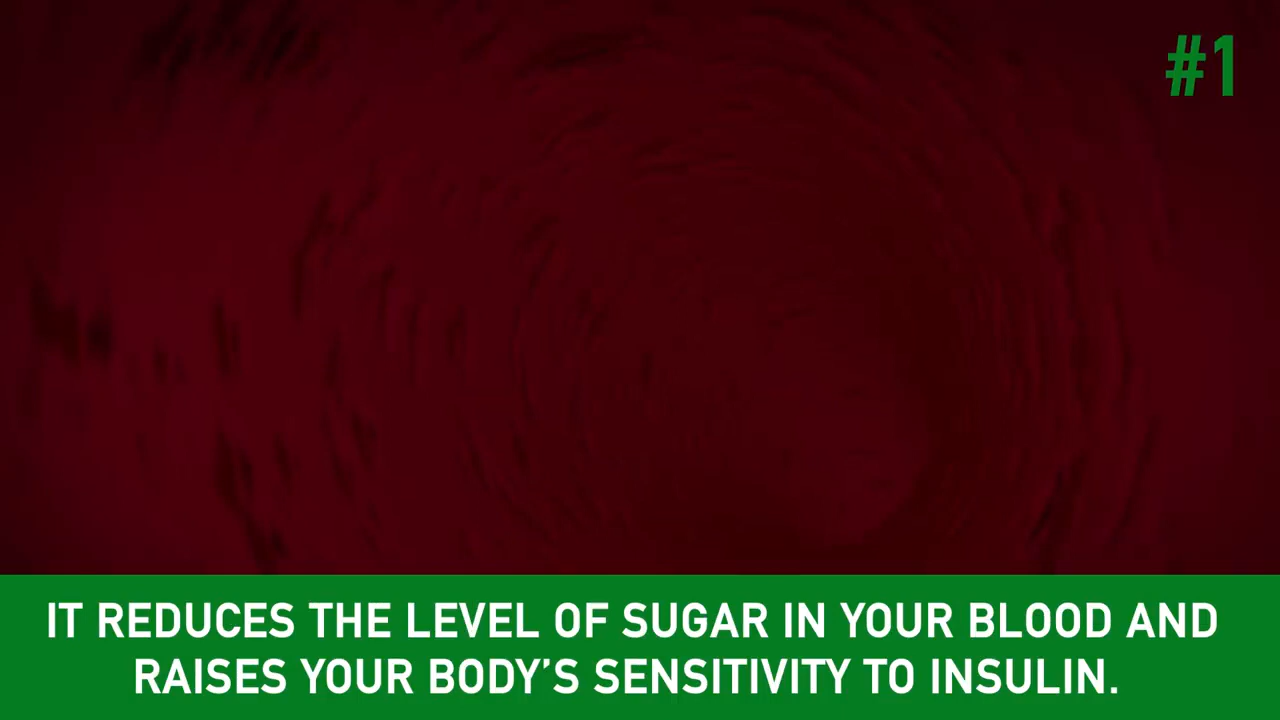 #1
IT REDUCES THE LEVEL OF SUGAR IN YOUR BLOOD AND
RAISES YOUR BODY'S SENSITIVITY TO INSULIN.